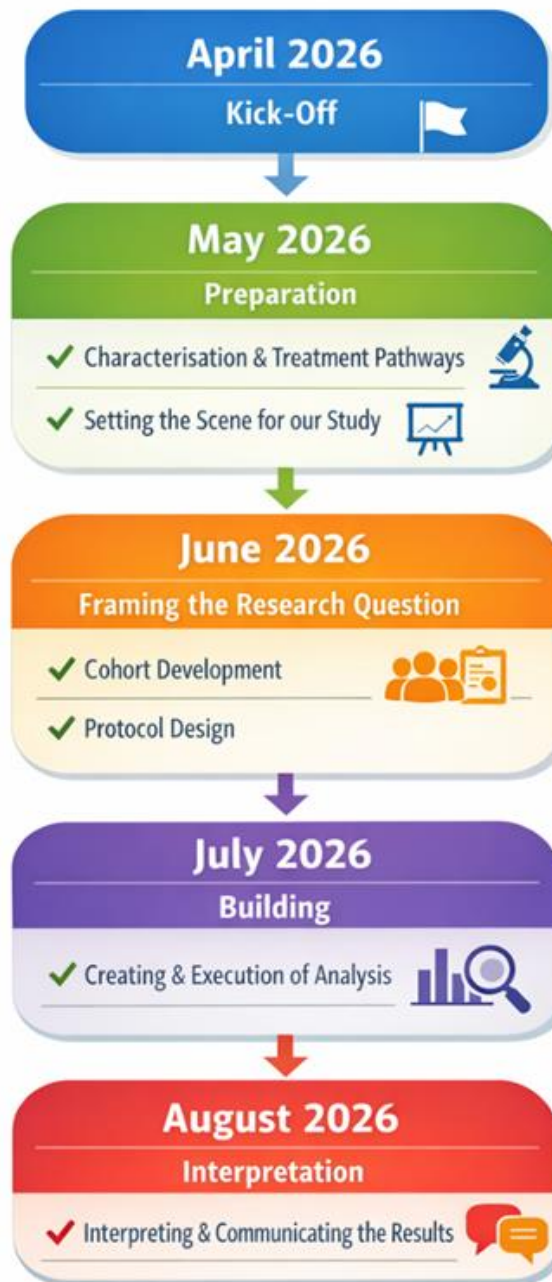 April 2026
Kick-Off
May 2026
Preparation
Characterisation & Treatment Pathways
Setting the Scene for our Study
June 2026
Framing the Research Question
Cohort Development
Protocol Design
July 2026
Building
Creating & Execution of Analysis
August 2026
Interpretation
Interpreting & Communicating the Results